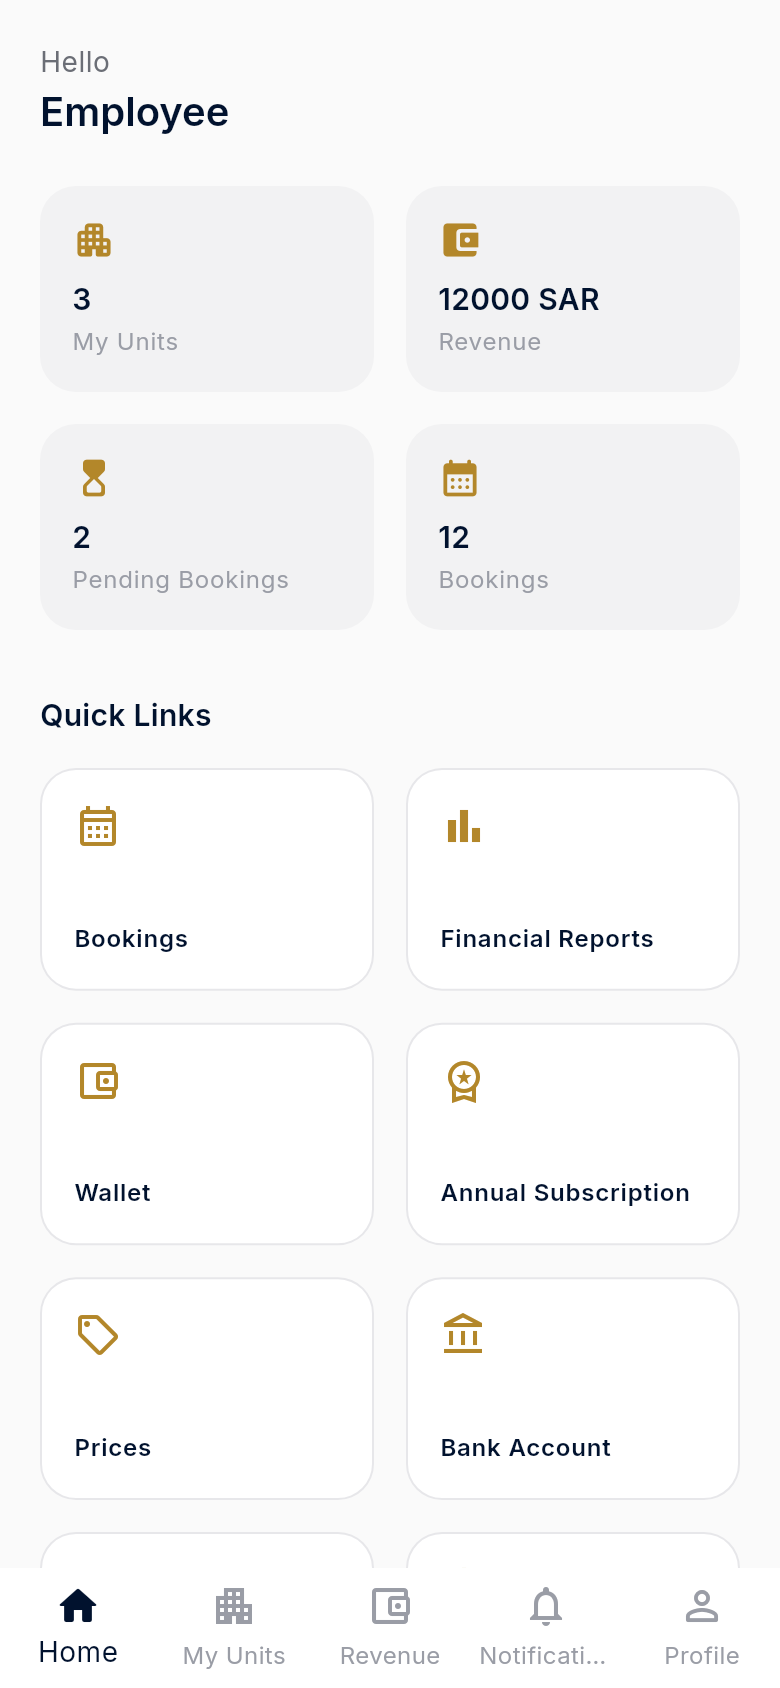 Hello
Employee
3
My Units
12000 SAR
Revenue
2
Pending Bookings
12
Bookings
Quick Links
Bookings
Financial Reports
Wallet
Annual Subscription
Prices
Bank Account
Home
My Units
Revenue
Notificati...
Profile